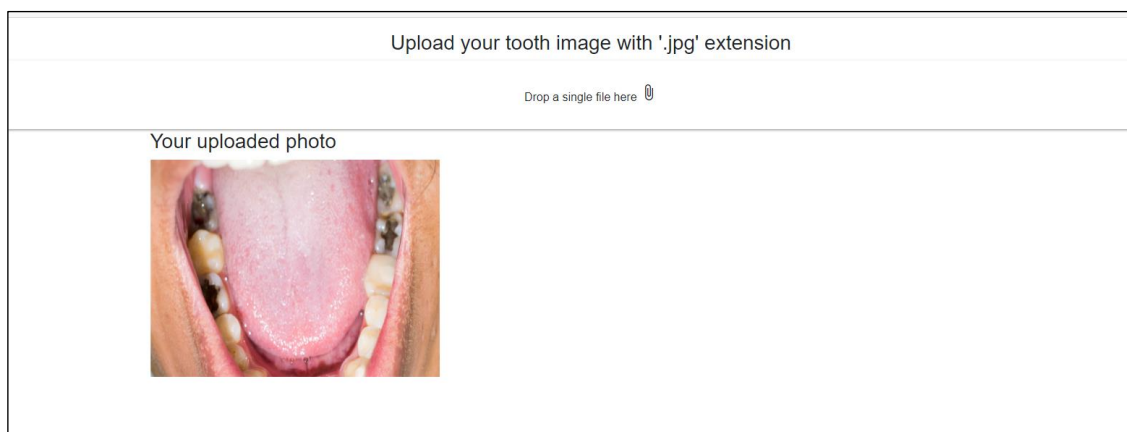 Upload your tooth image with '.jpg' extension
Drop a single file here
Your uploaded photo